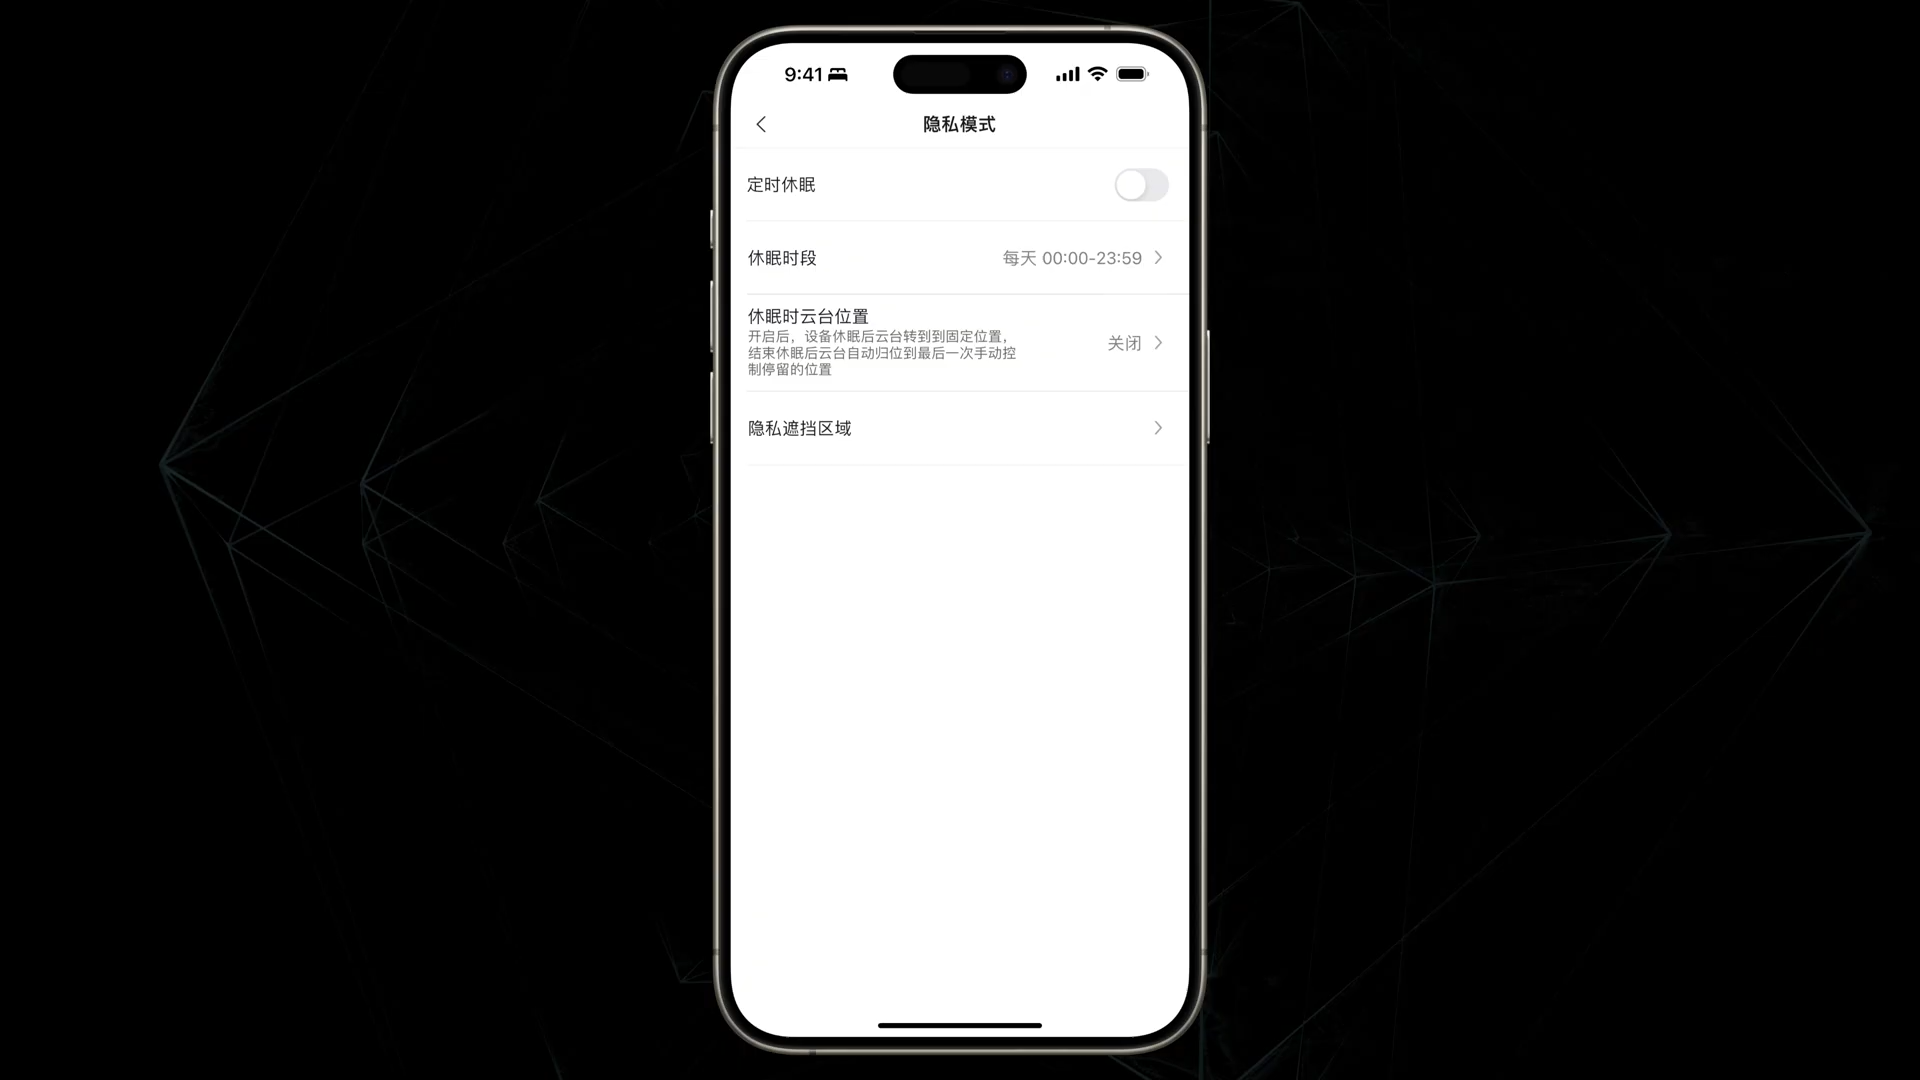 9:41
隐私模式
定时休眠
休眠时段
每天 00:00-23:59
休眠时云台位置
开启后，设备休眠后云台转到到固定位置，
结束休眠后云台自动归位到最后一次手动控
制停留的位置
关闭
隐私遮挡区域